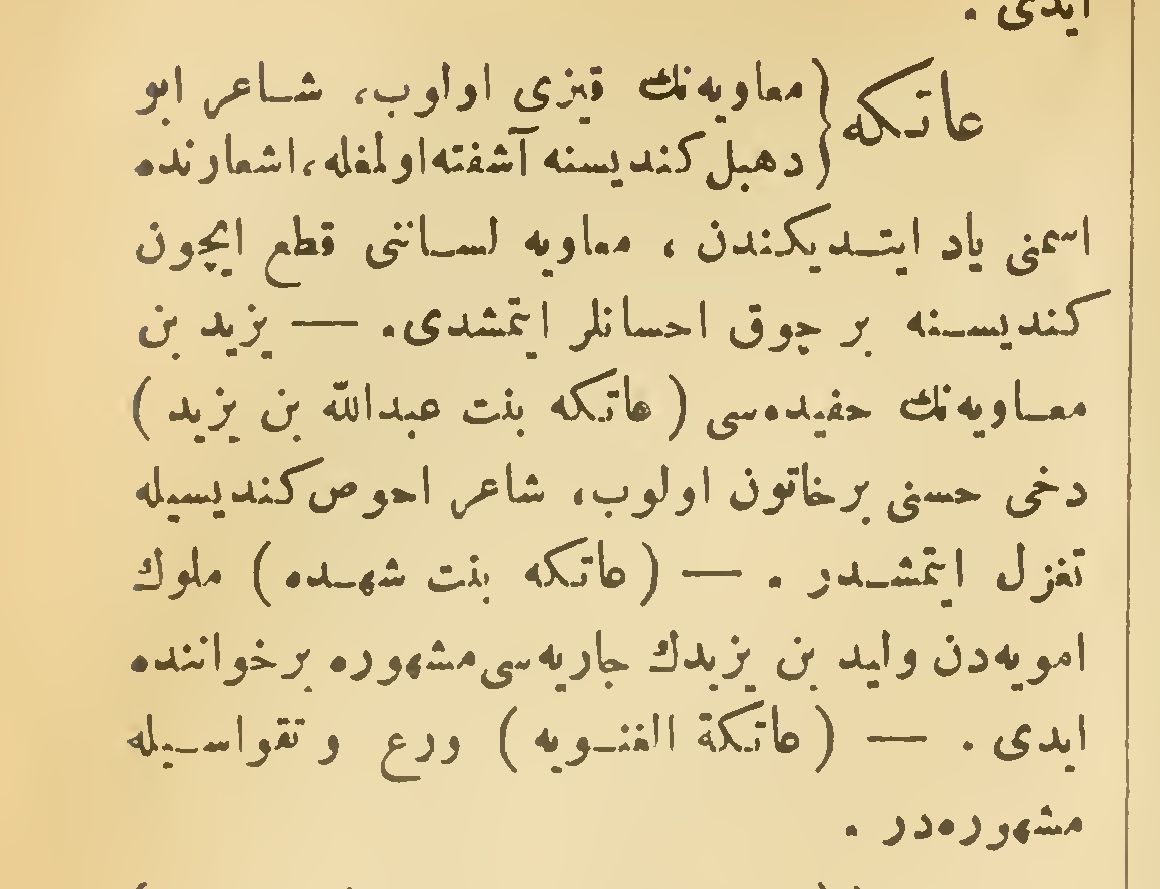 ایدی .
عاتکه } معاویه‌نك قیزی اولوب، شاعر ابو
دهبل کندیسنه آشفته‌اولمغله، اشعارنده
اسمنی یاد ایتدیکندن ، معاویه لساننی قطع ایچون
کندیسنه بر چوق احسانلر ایتمشدی. — یزید بن
معاویه‌نك حفیده‌سی ( عاتکه بنت عبدالله بن یزید )
دخی حسنی برخاتون اولوب، شاعر احوص کندیسیله
تغزل ایتمشدر . — ( عاتکه بنت شهده ) ملوك
امویه‌دن ولید بن یزیدك جاریه‌سی مشهوره برخواننده
ایدی . — ( عاتکة الغنویه ) ورع و تقواسیله
مشهوره‌در .